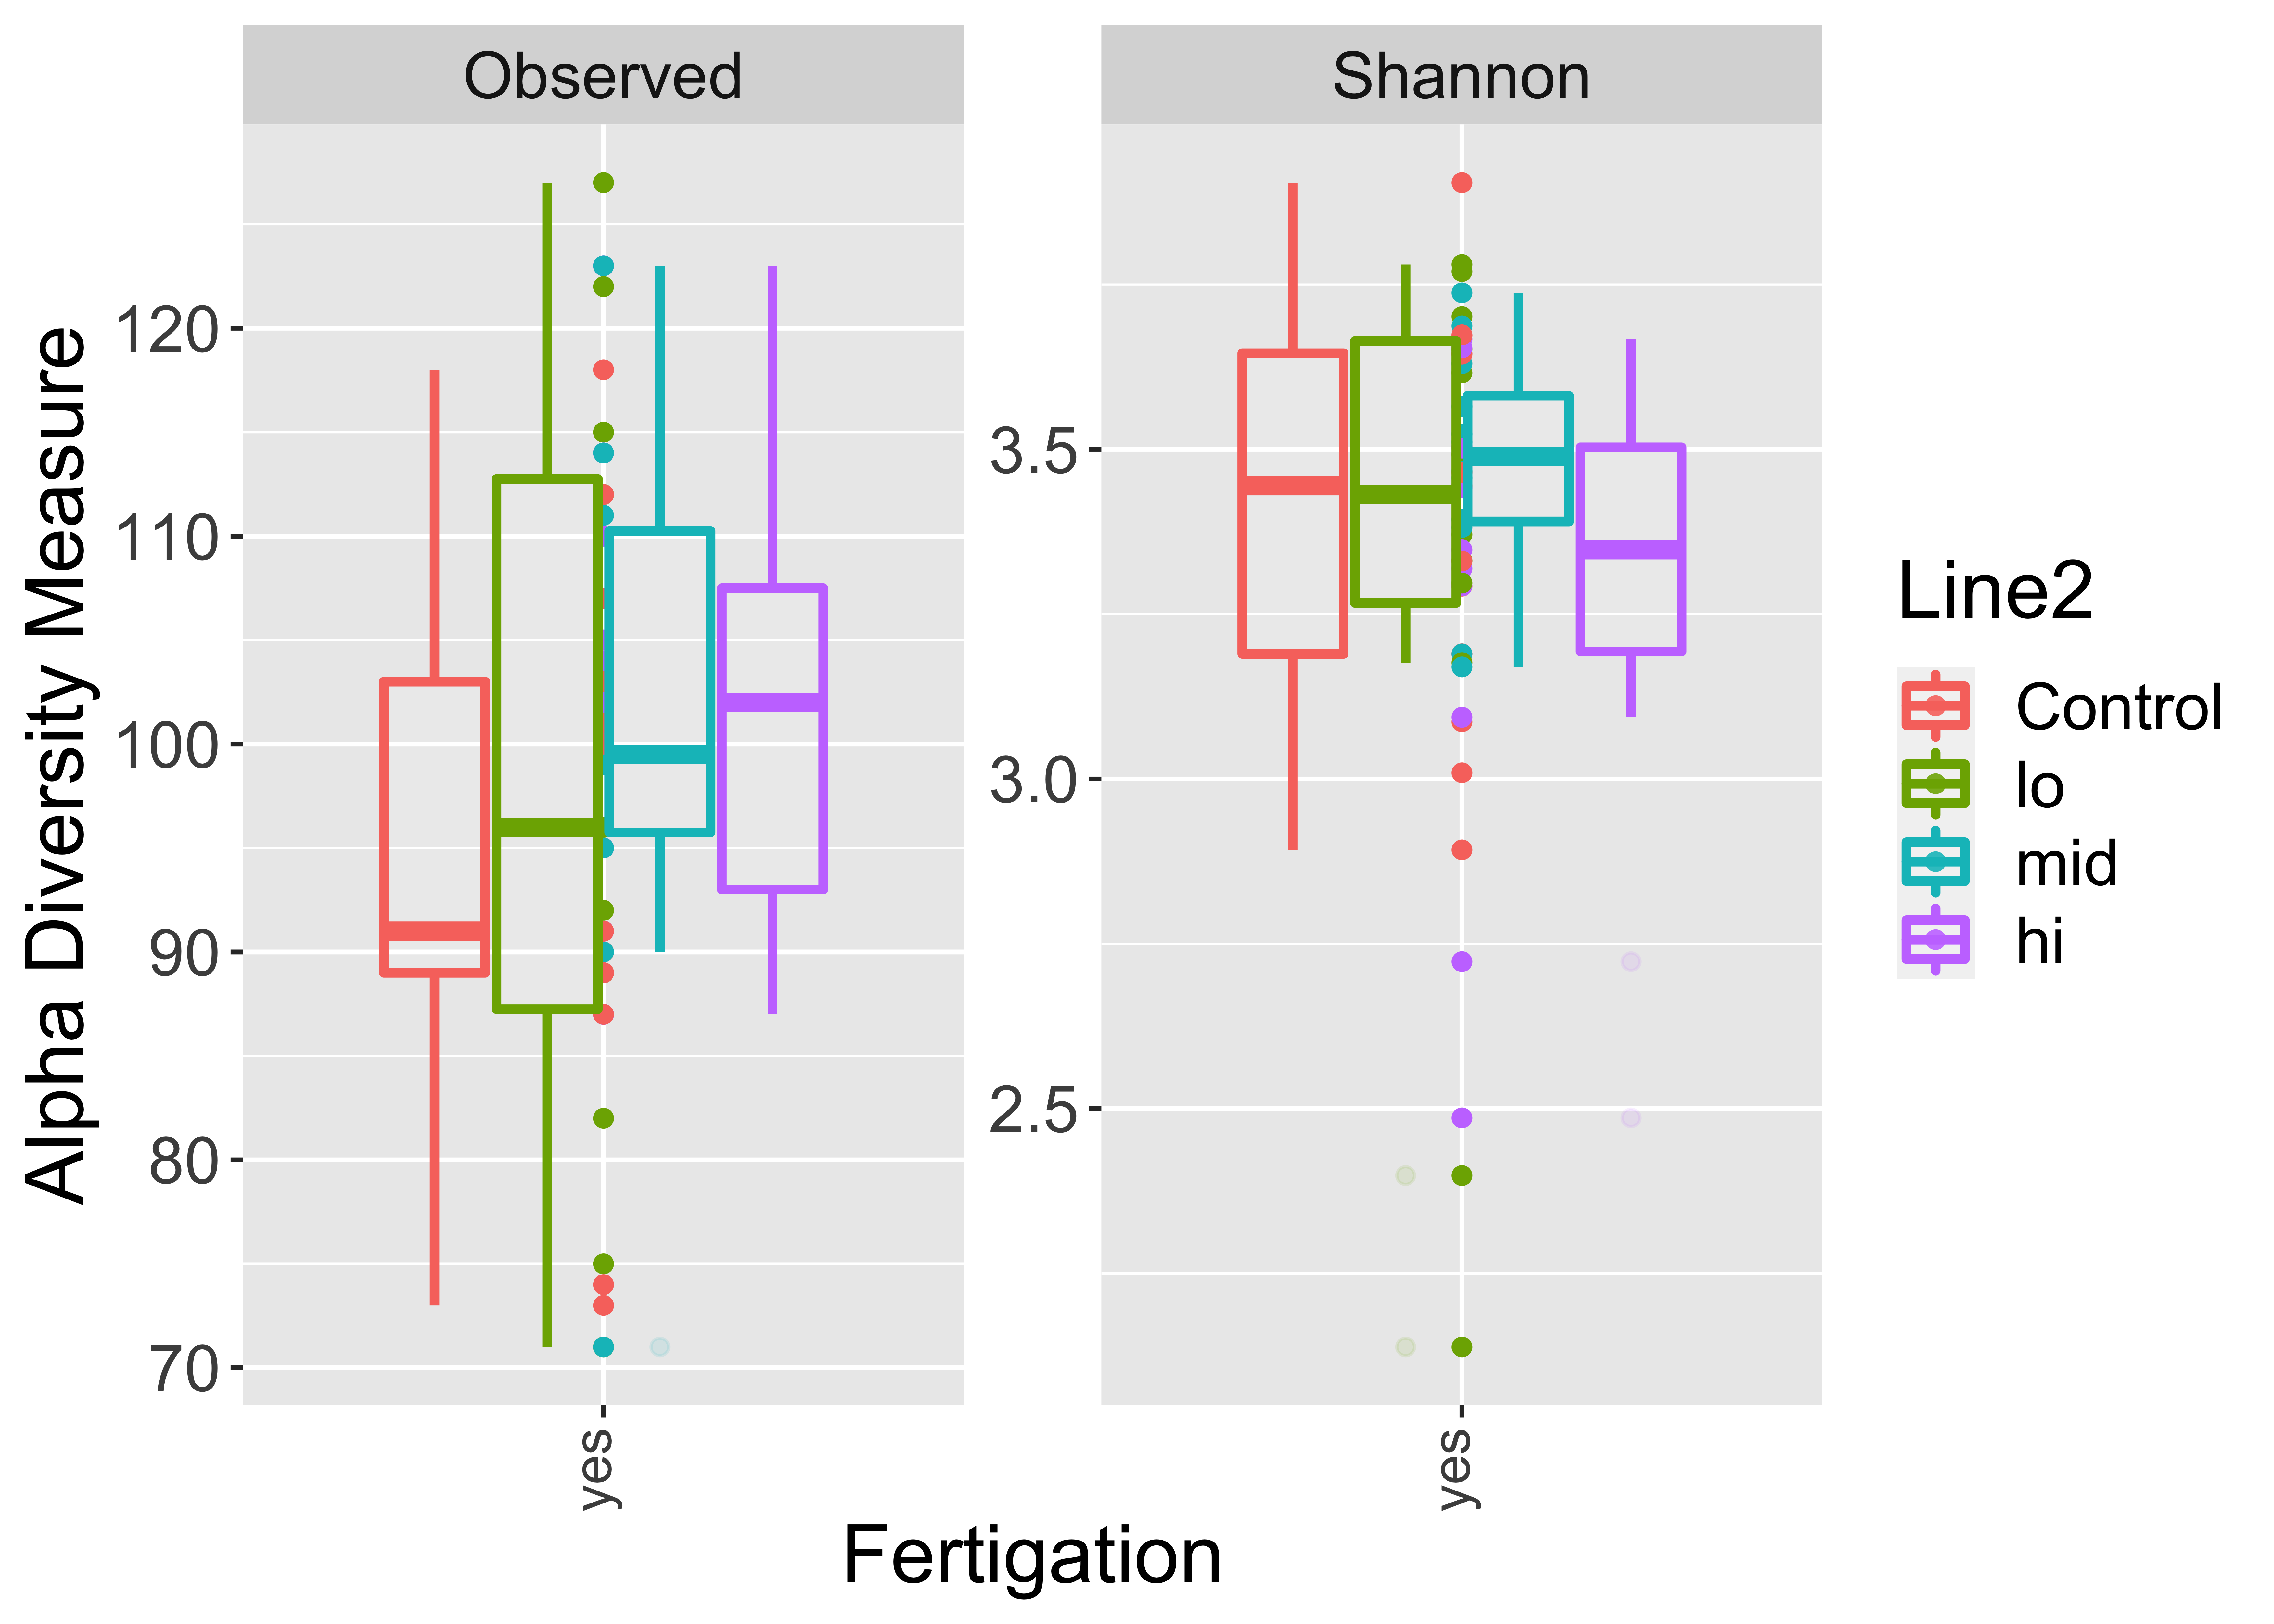 Observed
Shannon
Alpha Diversity Measure
120
110
100
90
80
70
3.5
3.0
2.5
yes
yes
Fertigation
Line2
Control
lo
mid
hi